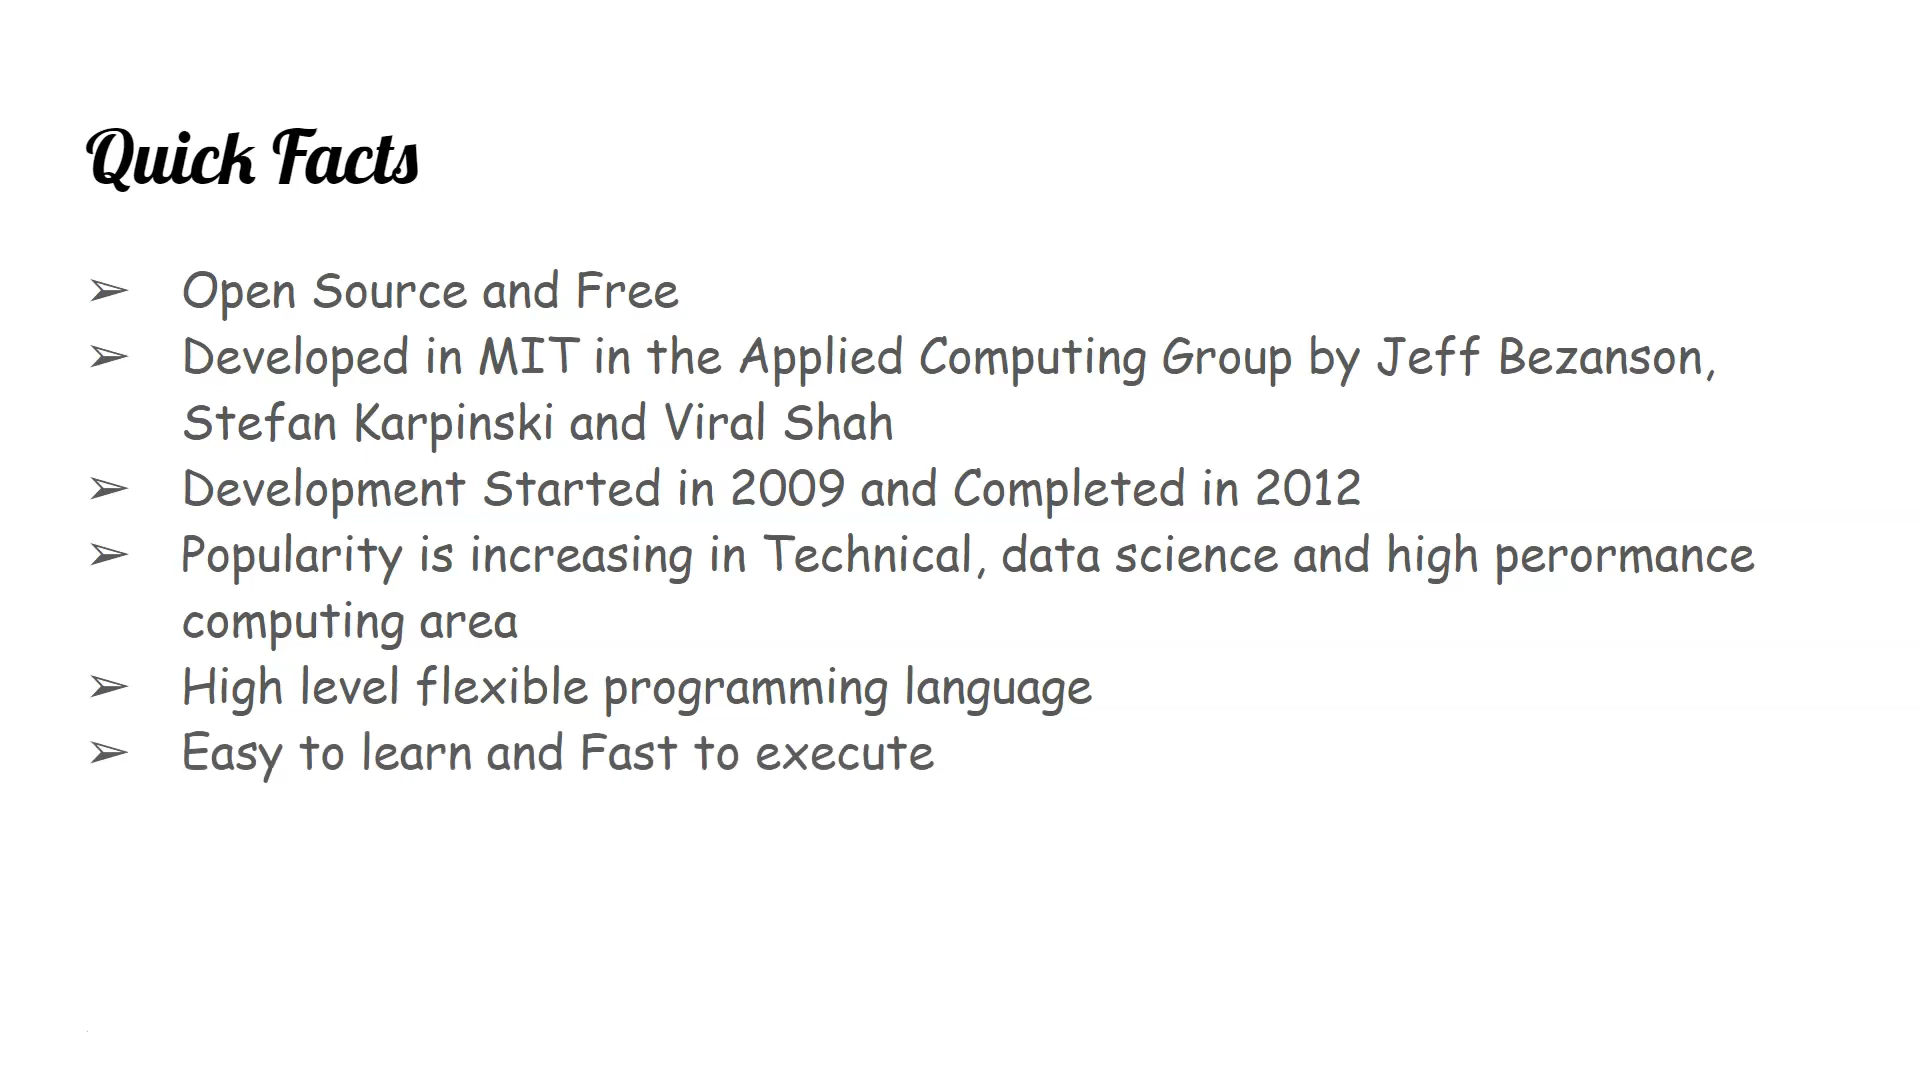 Quick Facts
➢ Open Source and Free
➢ Developed in MIT in the Applied Computing Group by Jeff Bezanson,
Stefan Karpinski and Viral Shah
➢ Development Started in 2009 and Completed in 2012
➢ Popularity is increasing in Technical, data science and high perormance
computing area
➢ High level flexible programming language
➢ Easy to learn and Fast to execute